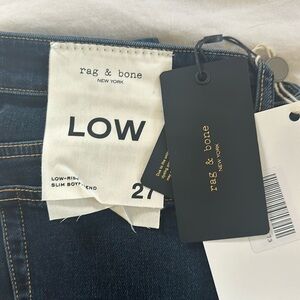 rag & bone
NEW YORK
LOW
LOW-RISE
SLIM BOYFRIEND
27
rag & bone
NEW YORK